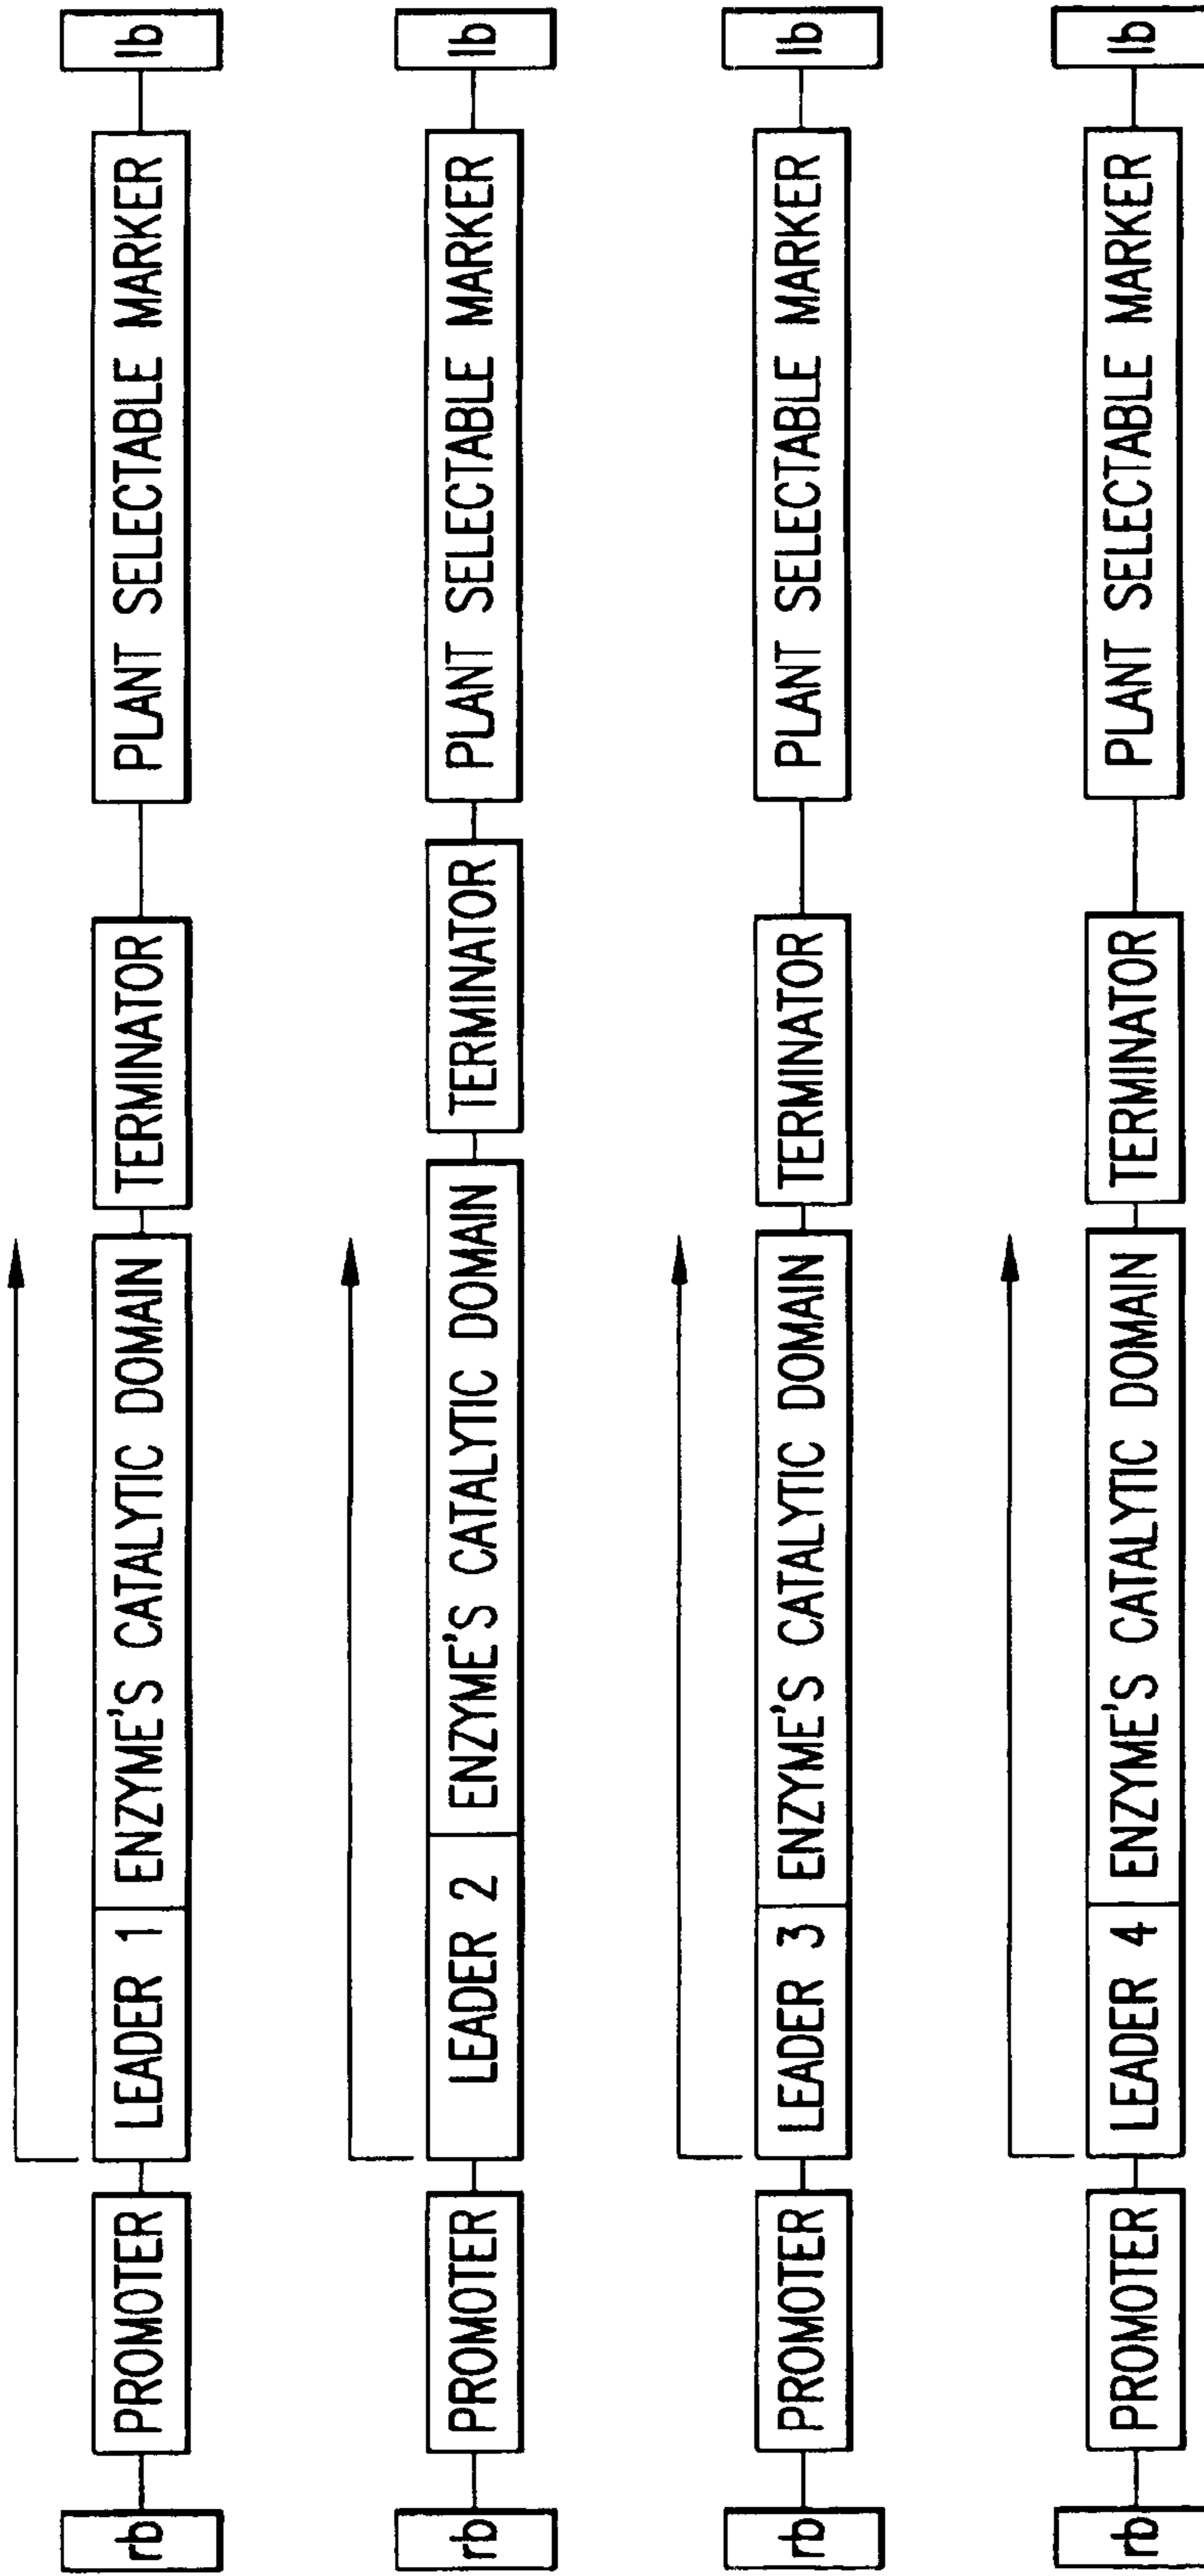 rb PROMOTER LEADER 1 ENZYME'S CATALYTIC DOMAIN TERMINATOR PLANT SELECTABLE MARKER lb
rb PROMOTER LEADER 2 ENZYME'S CATALYTIC DOMAIN TERMINATOR PLANT SELECTABLE MARKER lb
rb PROMOTER LEADER 3 ENZYME'S CATALYTIC DOMAIN TERMINATOR PLANT SELECTABLE MARKER lb
rb PROMOTER LEADER 4 ENZYME'S CATALYTIC DOMAIN TERMINATOR PLANT SELECTABLE MARKER lb